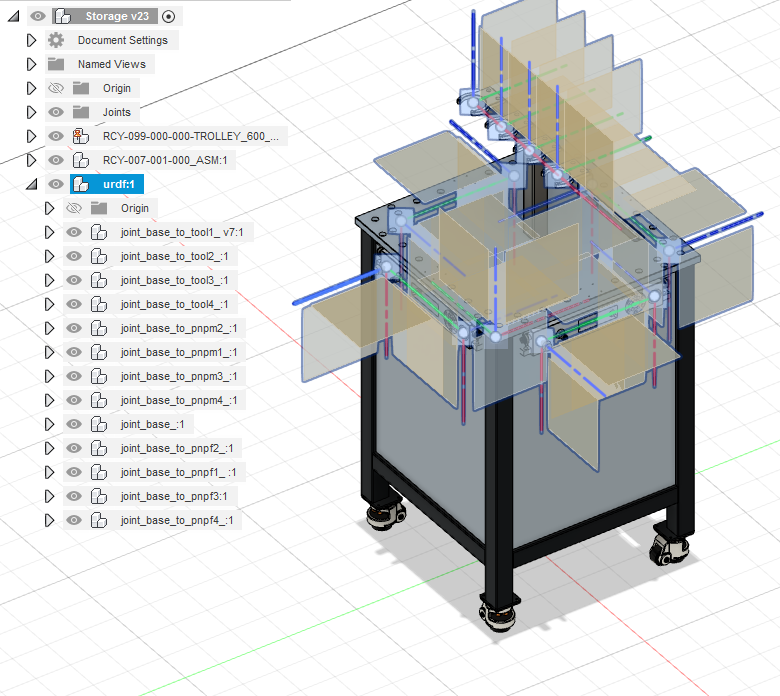 Storage v23
Document Settings
Named Views
Origin
Joints
RCY-099-000-000-TROLLEY_600_...
RCY-007-001-000_ASM:1
urdf:1
Origin
joint_base_to_tool1_ v7:1
joint_base_to_tool2_:1
joint_base_to_tool3_:1
joint_base_to_tool4_:1
joint_base_to_pnpm2_:1
joint_base_to_pnpm1_:1
joint_base_to_pnpm3_:1
joint_base_to_pnpm4_:1
joint_base_:1
joint_base_to_pnpf2_:1
joint_base_to_pnpf1_ :1
joint_base_to_pnpf3:1
joint_base_to_pnpf4_:1